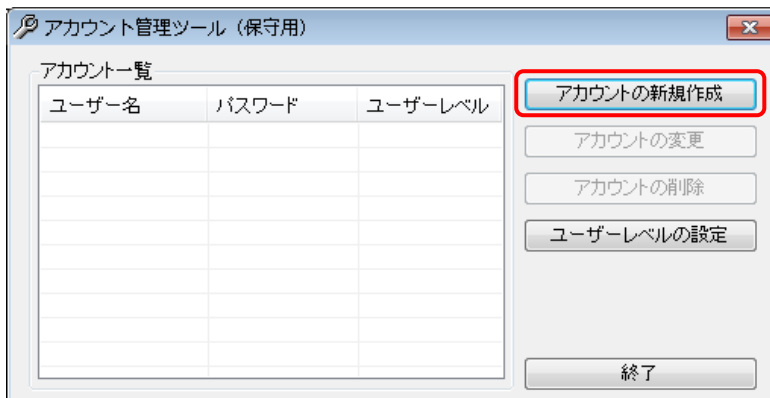 アカウント管理ツール（保守用）
アカウント一覧
ユーザー名 パスワード ユーザーレベル
アカウントの新規作成
アカウントの変更
アカウントの削除
ユーザーレベルの設定
終了